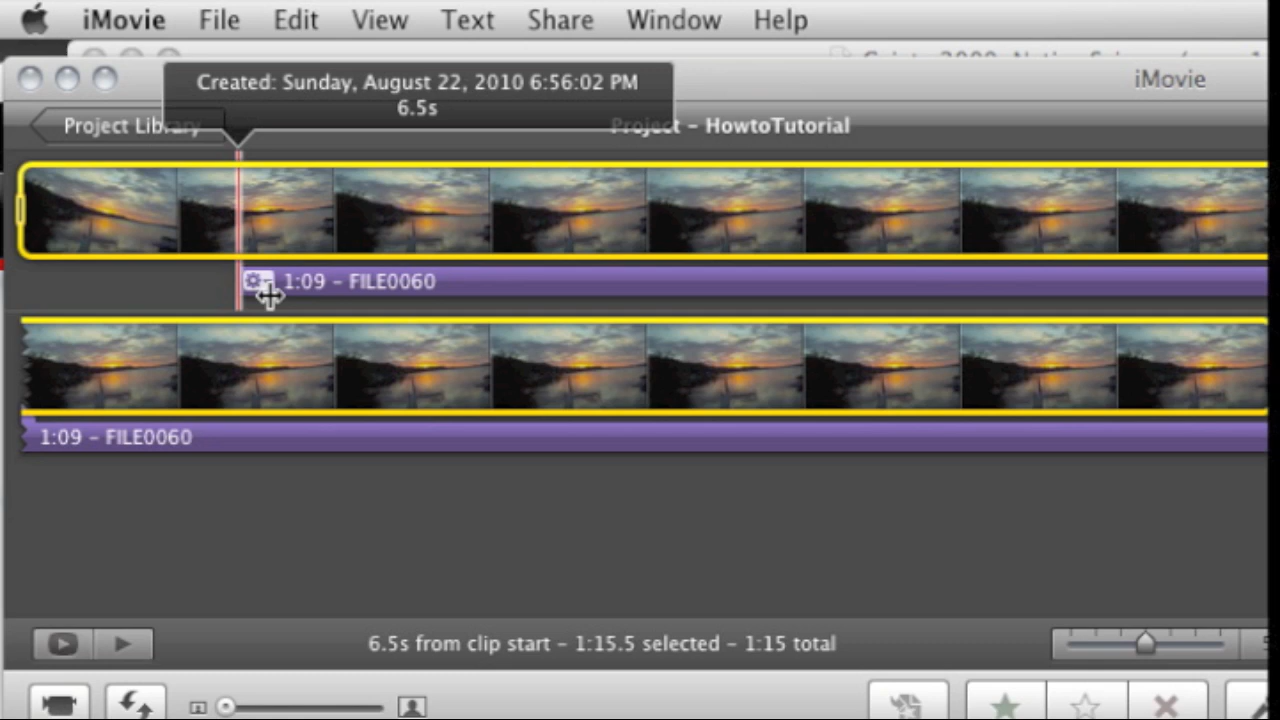 iMovie File Edit View Text Share Window Help
iMovie
Created: Sunday, August 22, 2010 6:56:02 PM
6.5s
Project Library
Project - HowtoTutorial
1:09 - FILE0060
1:09 - FILE0060
6.5s from clip start - 1:15.5 selected - 1:15 total